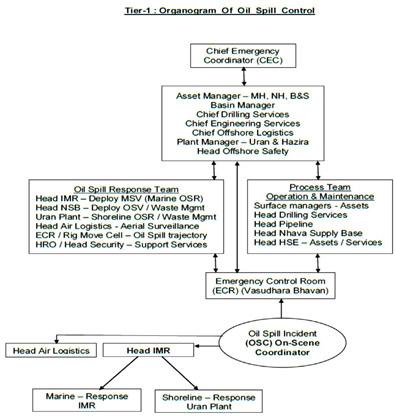 Tier-1 : Organogram Of Oil Spill Control
Chief Emergency
Coordinator (CEC)
Asset Manager – MH, NH, B&S
Basin Manager
Chief Drilling Services
Chief Engineering Services
Chief Offshore Logistics
Plant Manager – Uran & Hazira
Head Offshore Safety
Oil Spill Response Team
Head IMR – Deploy MSV (Marine OSR)
Head NSB – Deploy OSV / Waste Mgmt
Uran Plant – Shoreline OSR / Waste Mgmt
Head Air Logistics - Aerial Surveillance
ECR / Rig Move Cell – Oil Spill trajectory
HRO / Head Security – Support Services
Process Team
Operation & Maintenance
Surface managers - Assets
Head Drilling Services
Head Pipeline
Head Nhava Supply Base
Head HSE – Assets / Services
Emergency Control Room
(ECR) (Vasudhara Bhavan)
Oil Spill Incident
(OSC) On-Scene
Coordinator
Head Air Logistics
Head IMR
Marine – Response
IMR
Shoreline - Response
Uran Plant